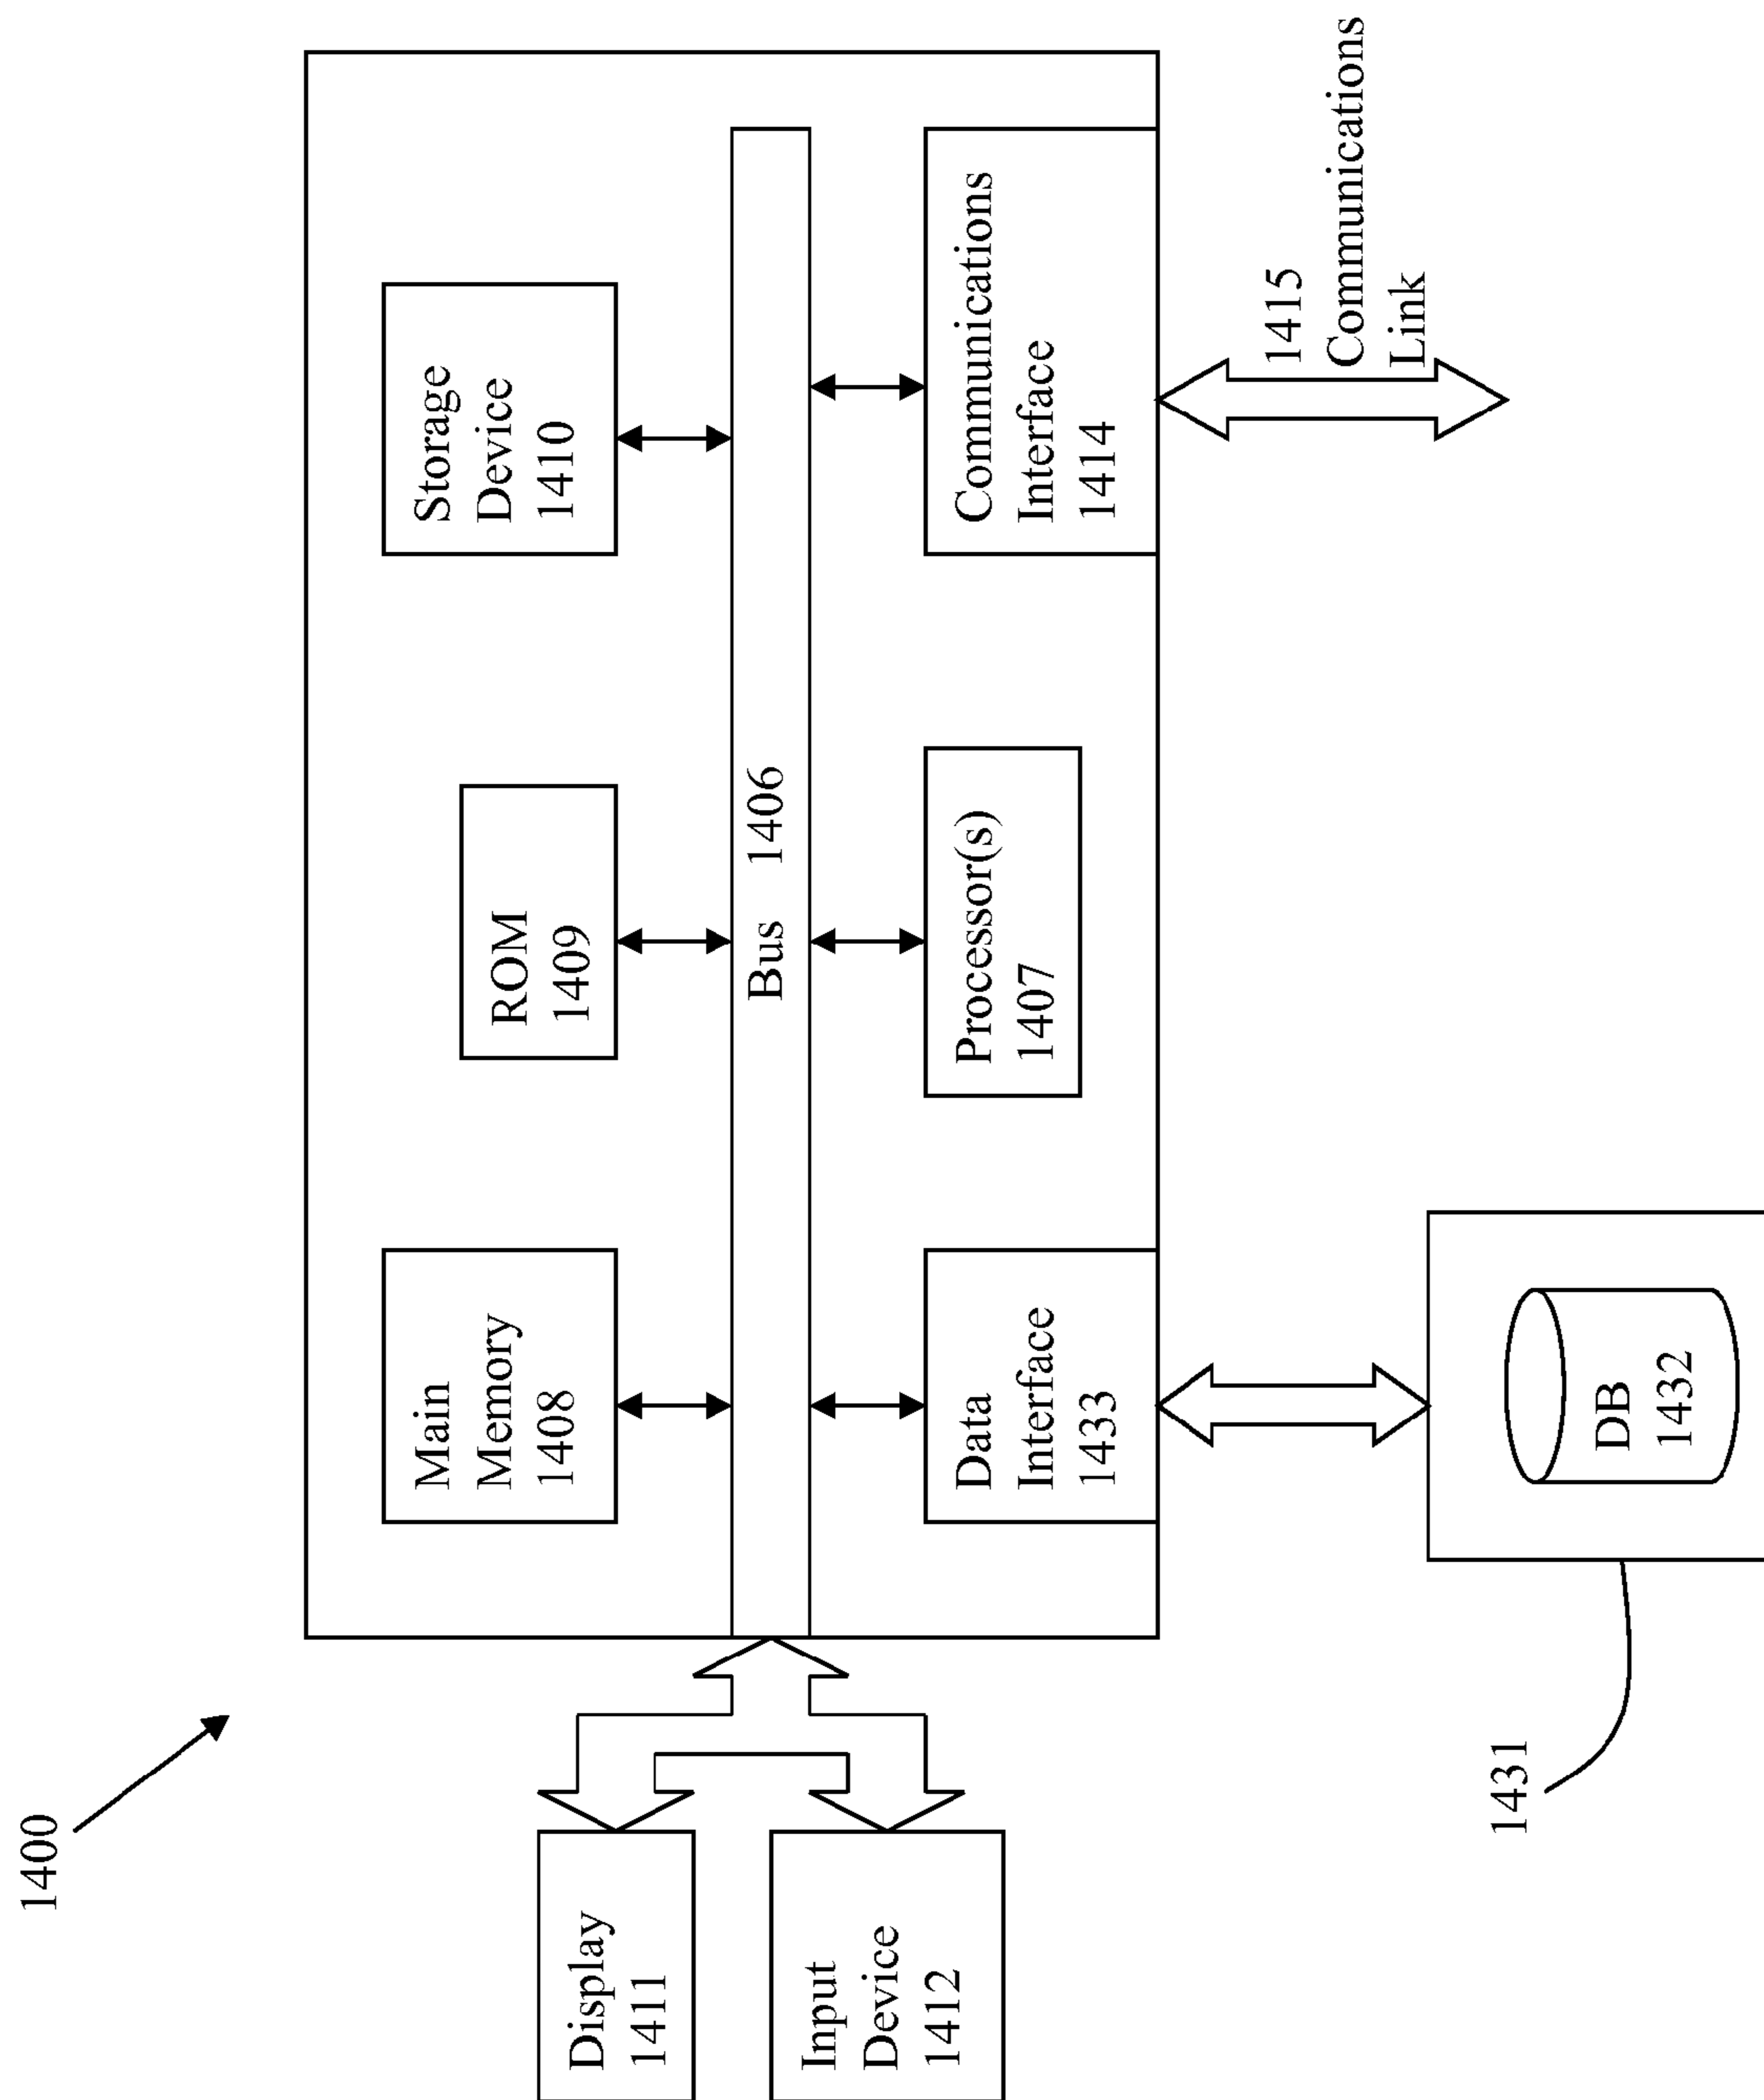 1400
Main
Memory
1408
ROM
1409
Storage
Device
1410
Display
1411
Bus 1406
Input
Device
1412
Data
Interface
1433
Processor(s)
1407
Communications
Interface
1414
1415
Communications
Link
1431
DB
1432